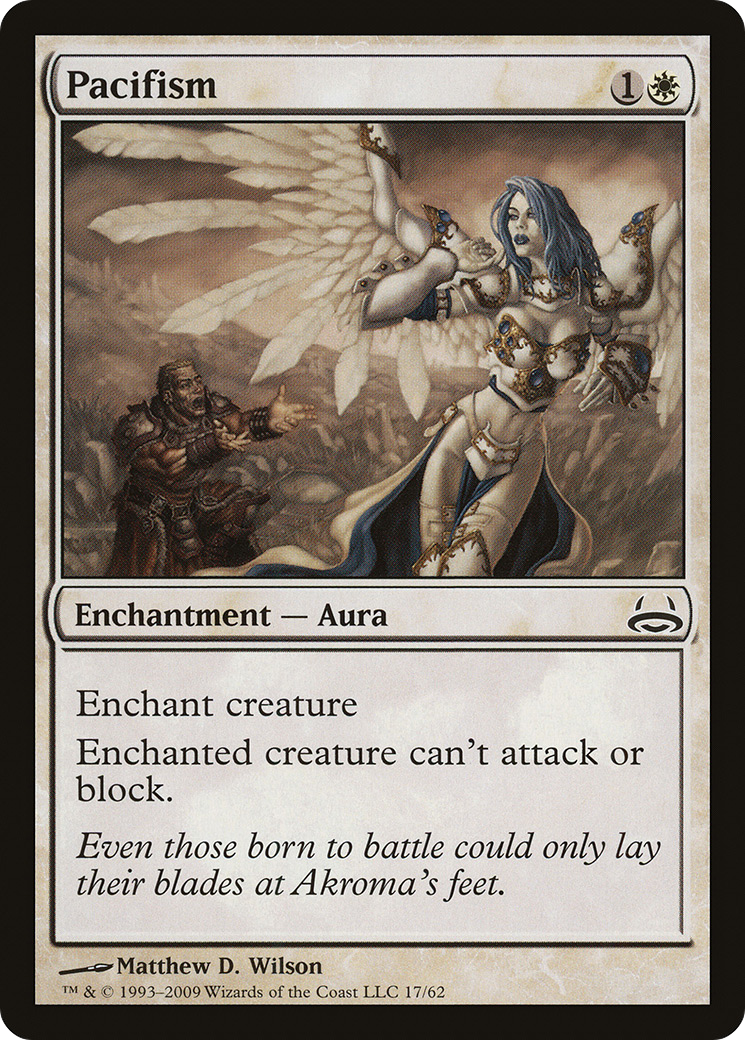 Pacifism 1
Enchantment — Aura
Enchant creature
Enchanted creature can't attack or
block.
Even those born to battle could only lay
their blades at Akroma's feet.
Matthew D. Wilson
™ & © 1993–2009 Wizards of the Coast LLC 17/62